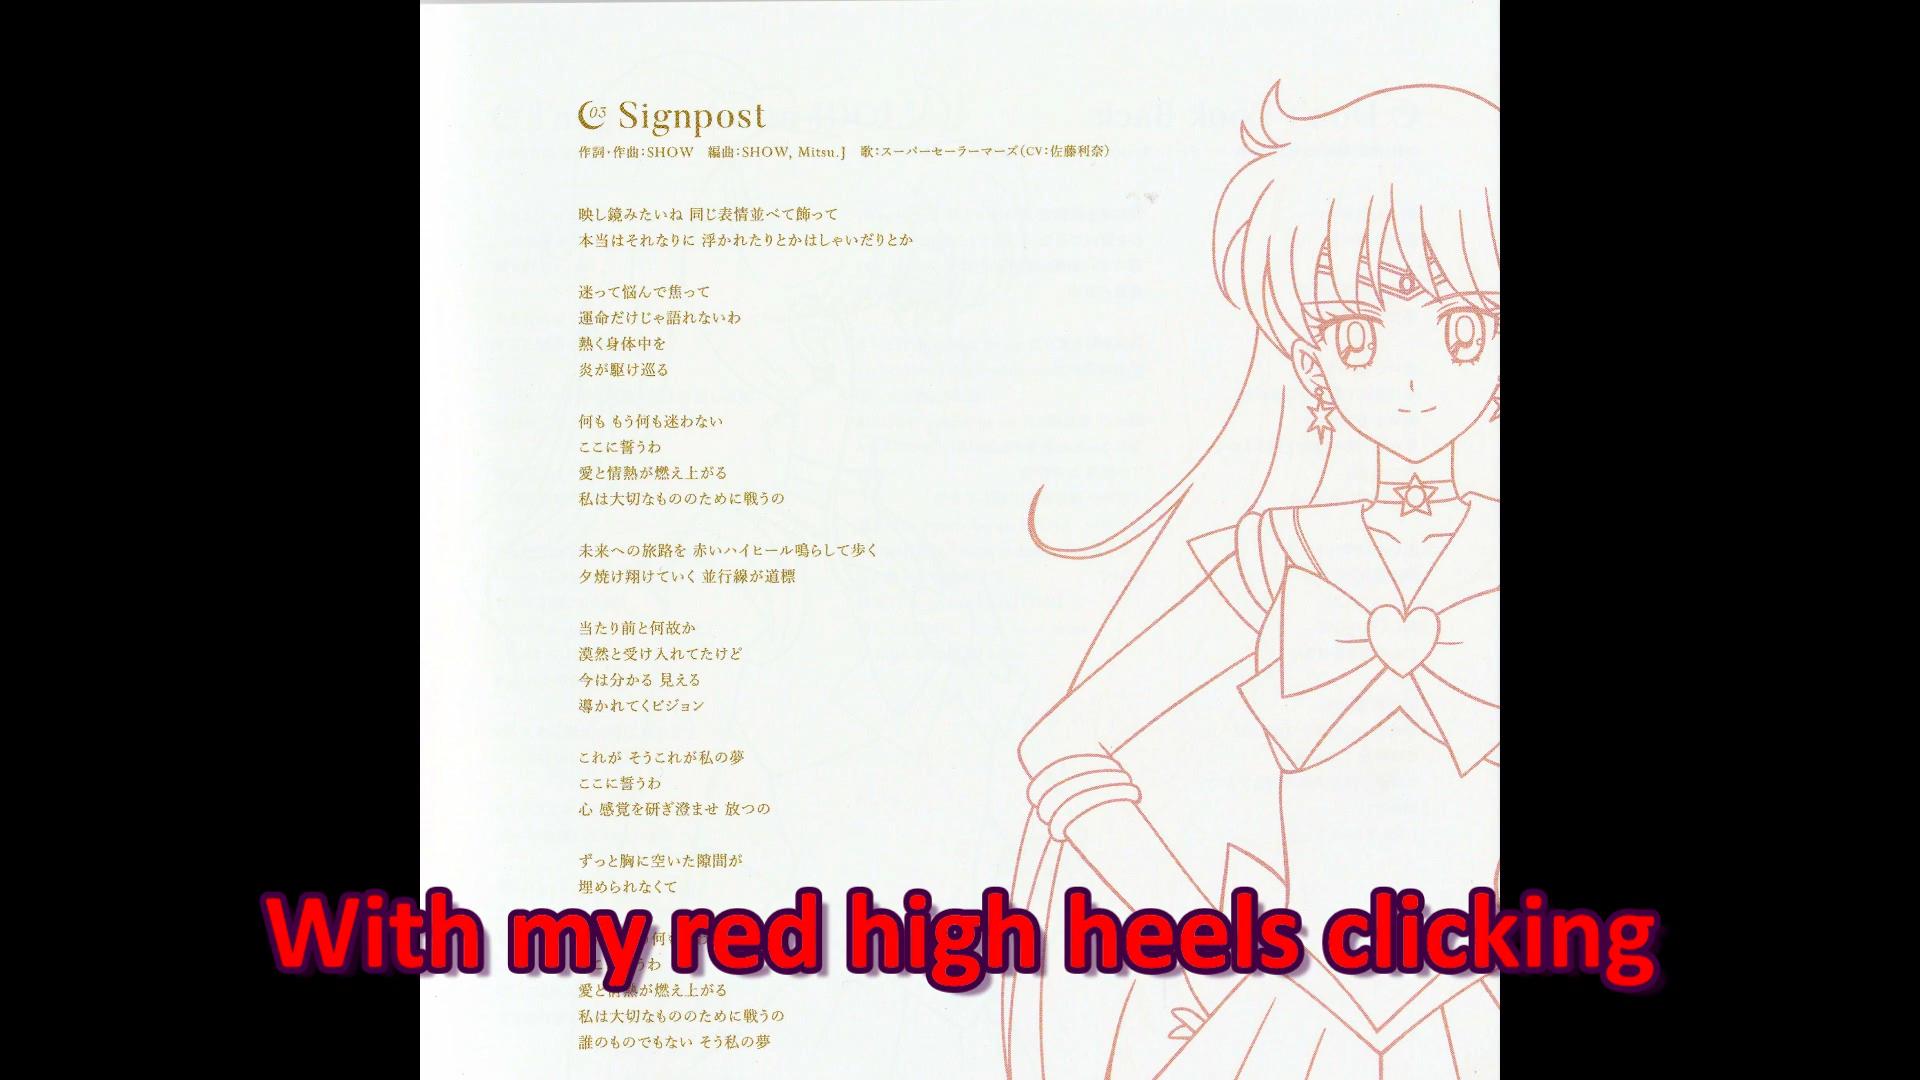 03 Signpost
作詞・作曲:SHOW 編曲:SHOW, Mitsu.J 歌:スーパーセーラーマーズ(CV:佐藤利奈)
映し鏡みたいね 同じ表情並べて飾って
本当はそれなりに 浮かれたりとかはしゃいだりとか
迷って悩んで焦って
運命だけじゃ語れないわ
熱く身体中を
炎が駆け巡る
何も もう何も迷わない
ここに誓うわ
愛と情熱が燃え上がる
私は大切なもののために戦うの
未来への旅路を 赤いハイヒール鳴らして歩く
夕焼け翔けていく 並行線が道標
当たり前と何故か
漠然と受け入れてたけど
今は分かる 見える
導かれてくビジョン
これが そうこれが私の夢
ここに誓うわ
心 感覚を研ぎ澄ませ 放つの
ずっと胸に空いた隙間が
埋められなくて
With my red high heels clicking
愛と情熱が燃え上がる
私は大切なもののために戦うの
誰のものでもない そう私の夢